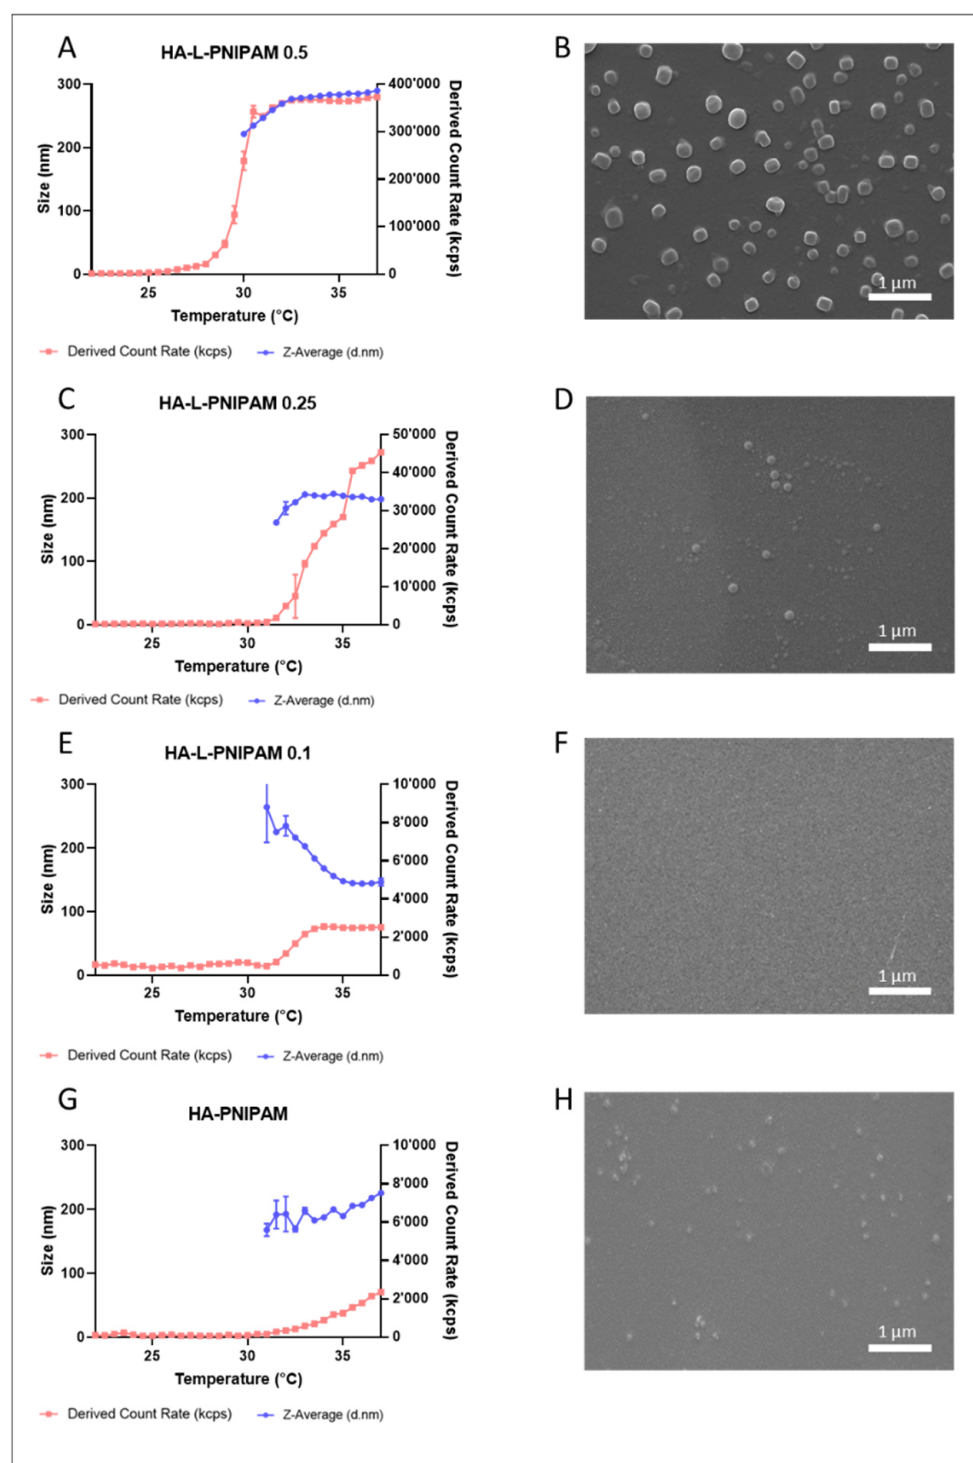 A
HA-L-PNIPAM 0.5
300
200
100
0
Size (nm)
400'000
300'000
200'000
100'000
0
Derived Count Rate (kcps)
25
30
35
Temperature (°C)
Derived Count Rate (kcps)
Z-Average (d.nm)
B
1 µm
C
HA-L-PNIPAM 0.25
300
200
100
0
Size (nm)
50'000
40'000
30'000
20'000
10'000
0
Derived Count Rate (kcps)
25
30
35
Temperature (°C)
Derived Count Rate (kcps)
Z-Average (d.nm)
D
1 µm
E
HA-L-PNIPAM 0.1
300
200
100
0
Size (nm)
10'000
8'000
6'000
4'000
2'000
0
Derived Count Rate (kcps)
25
30
35
Temperature (°C)
Derived Count Rate (kcps)
Z-Average (d.nm)
F
1 µm
G
HA-PNIPAM
300
200
100
0
Size (nm)
10'000
8'000
6'000
4'000
2'000
0
Derived Count Rate (kcps)
25
30
35
Temperature (°C)
Derived Count Rate (kcps)
Z-Average (d.nm)
H
1 µm